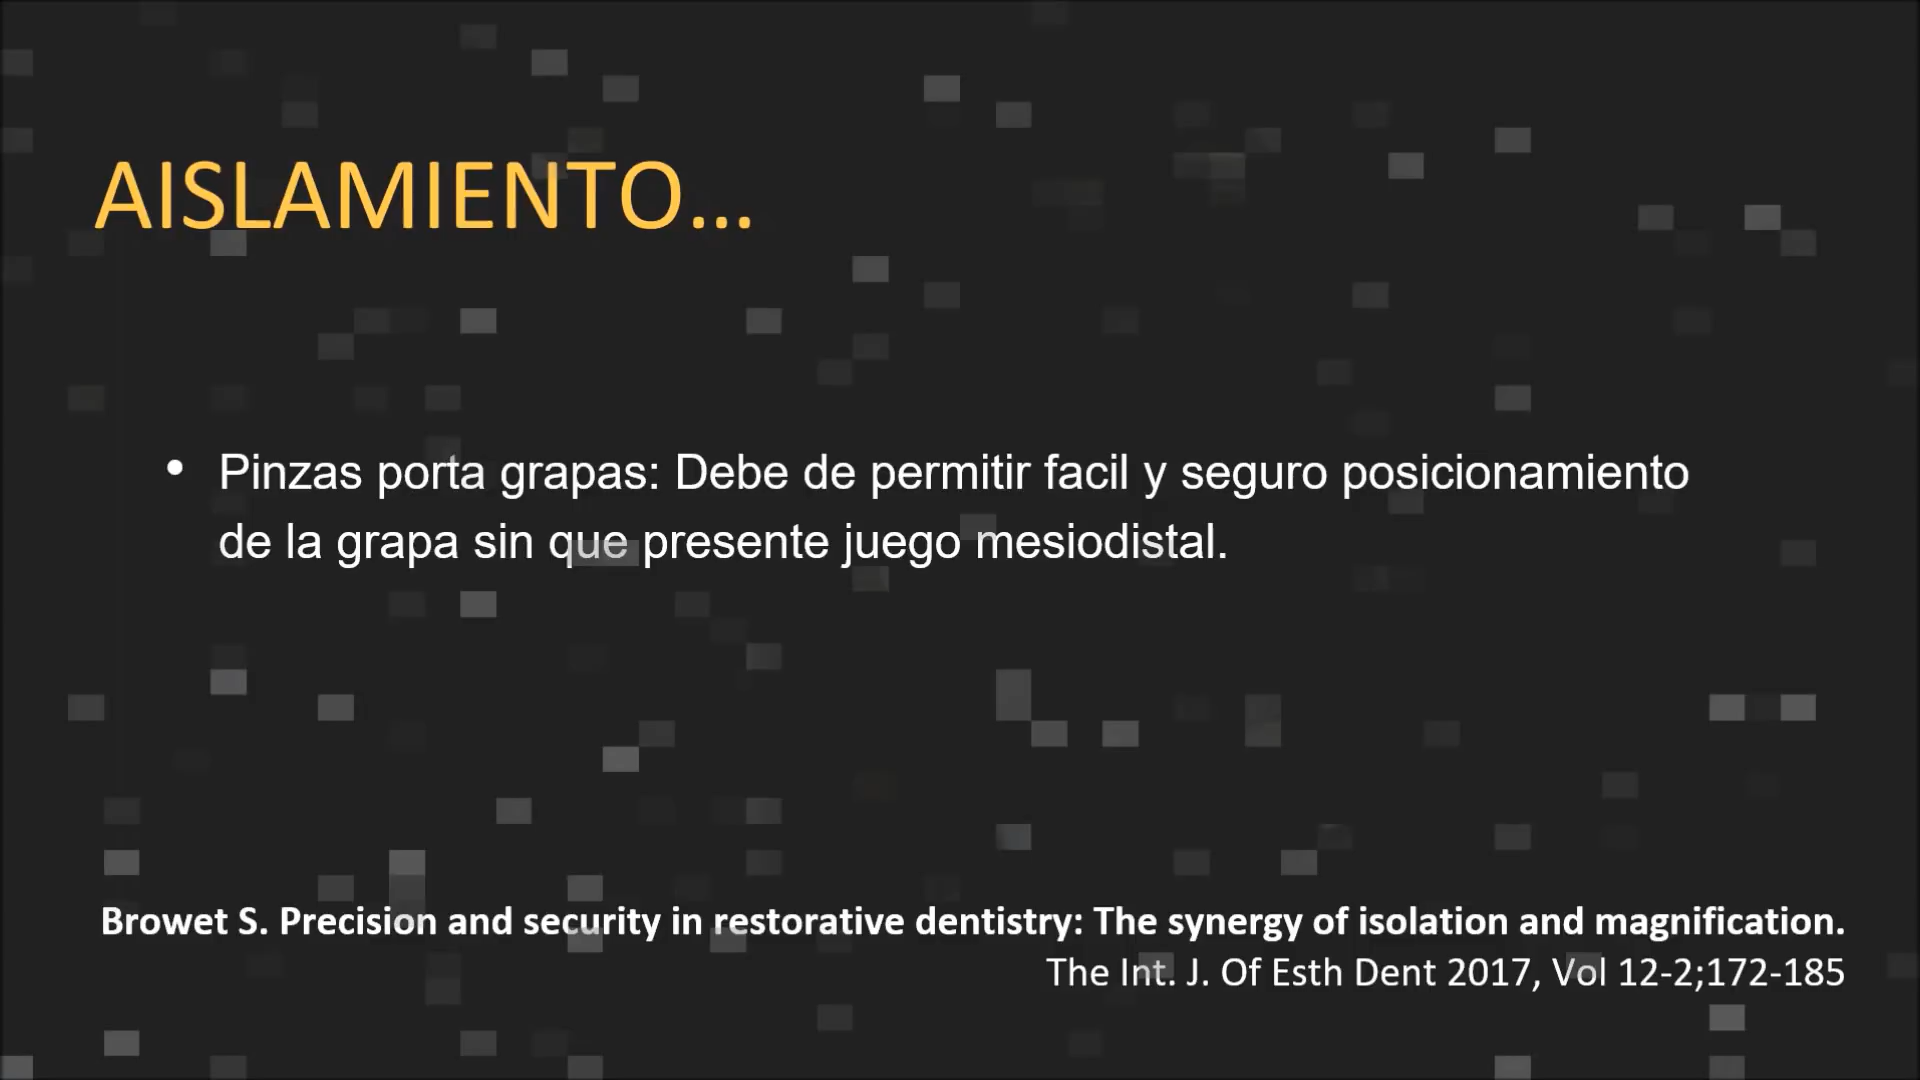 AISLAMIENTO...
• Pinzas porta grapas: Debe de permitir facil y seguro posicionamiento
de la grapa sin que presente juego mesiodistal.
Browet S. Precision and security in restorative dentistry: The synergy of isolation and magnification.
The Int. J. Of Esth Dent 2017, Vol 12-2;172-185